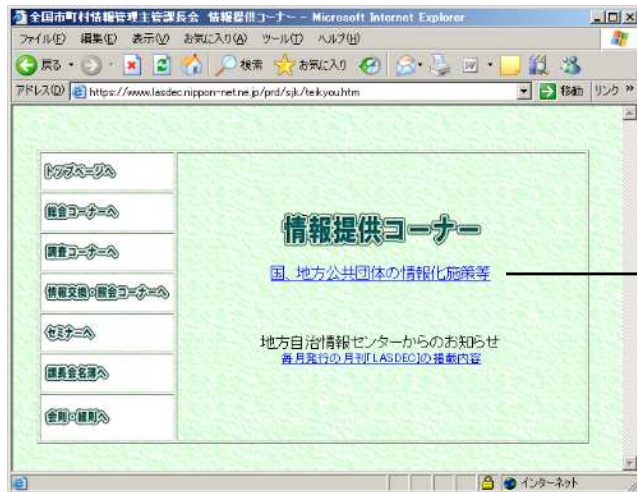 全国市町村情報管理主管課長会 情報提供コーナー - Microsoft Internet Explorer
ファイル(F) 編集(E) 表示(V) お気に入り(A) ツール(T) ヘルプ(H)
戻る 検索 お気に入り
アドレス(D) https://www.lasdec.nippon-net.ne.jp/prd/sjk/teikyou.htm 移動 リンク »
トップページへ
総会コーナーへ
調査コーナーへ
情報交換・照会コーナーへ
セミナーへ
課長会名簿へ
会則・細則へ
情報提供コーナー
国、地方公共団体の情報化施策等
地方自治情報センターからのお知らせ
毎月発行の月刊「LASDEC」の掲載内容
インターネット